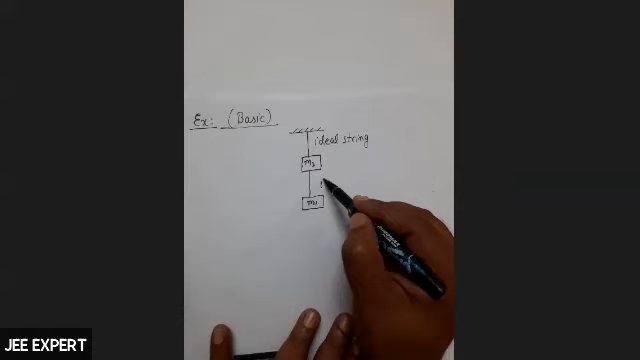 Ex: (Basic)
ideal string
m₂
m₁
JEE EXPERT